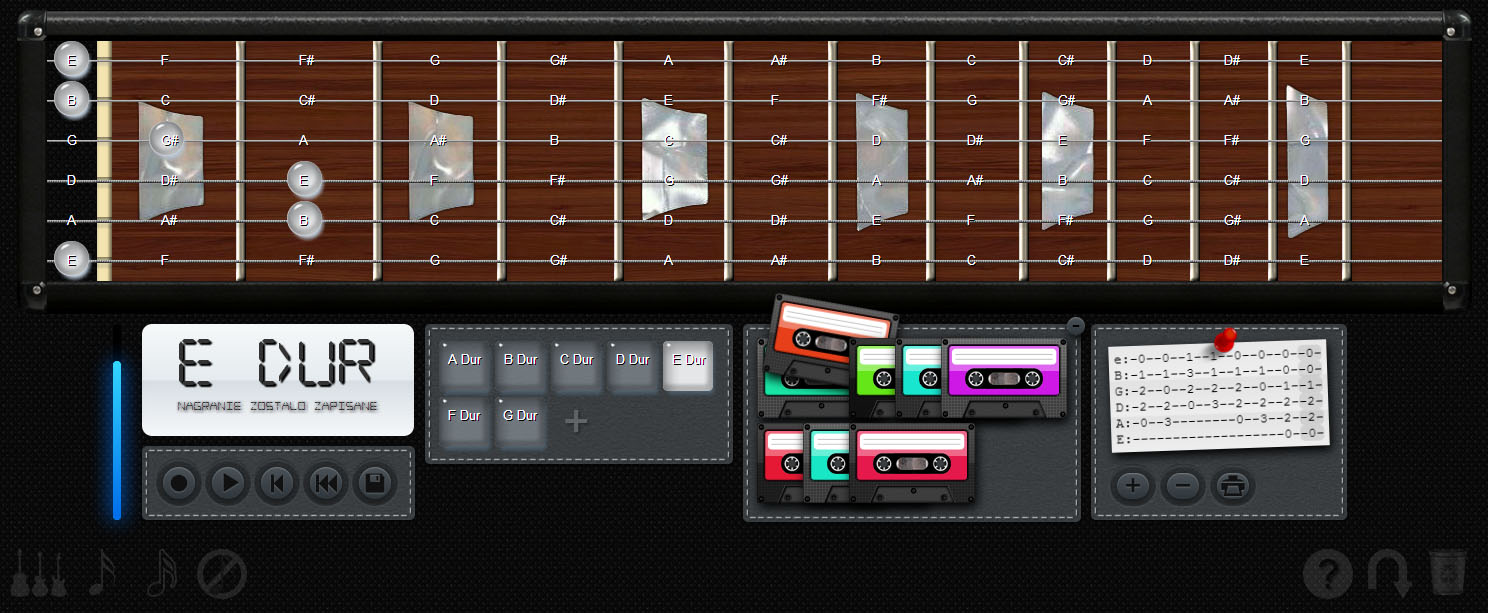 E F F# G G# A A# B C C# D D# E
B C C# D D# E F F# G G# A A# B
G G# A A# B C C# D D# E F F# G
D D# E F F# G G# A A# B C C# D
A A# B C C# D D# E F F# G G# A
E F F# G G# A A# B C C# D D# E
E DUR
NAGRANIE ZOSTALO ZAPISANE
A Dur B Dur C Dur D Dur E Dur
F Dur G Dur +
e:-0--0--1--1--0--0--0--0-
B:-1--1--3--1--1--1--0--0-
G:-2--0--2--2--2--0--1--1-
D:-2--2--0--3--2--2--2--2-
A:-0--3--------0--3--2--2-
E:-------------------0--0-